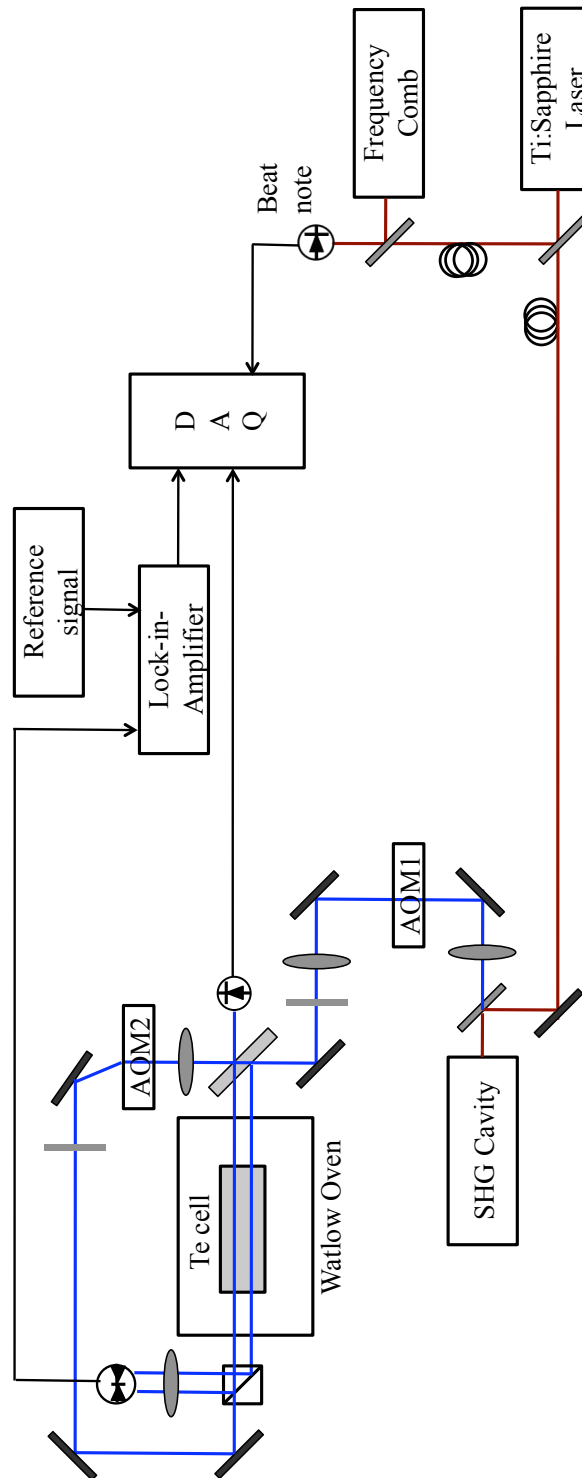 Reference
signal
AOM2
Lock-in-
Amplifier
D
A
Q
Te cell
Watlow Oven
Beat
note
Frequency
Comb
AOM1
SHG Cavity
Ti:Sapphire
Laser